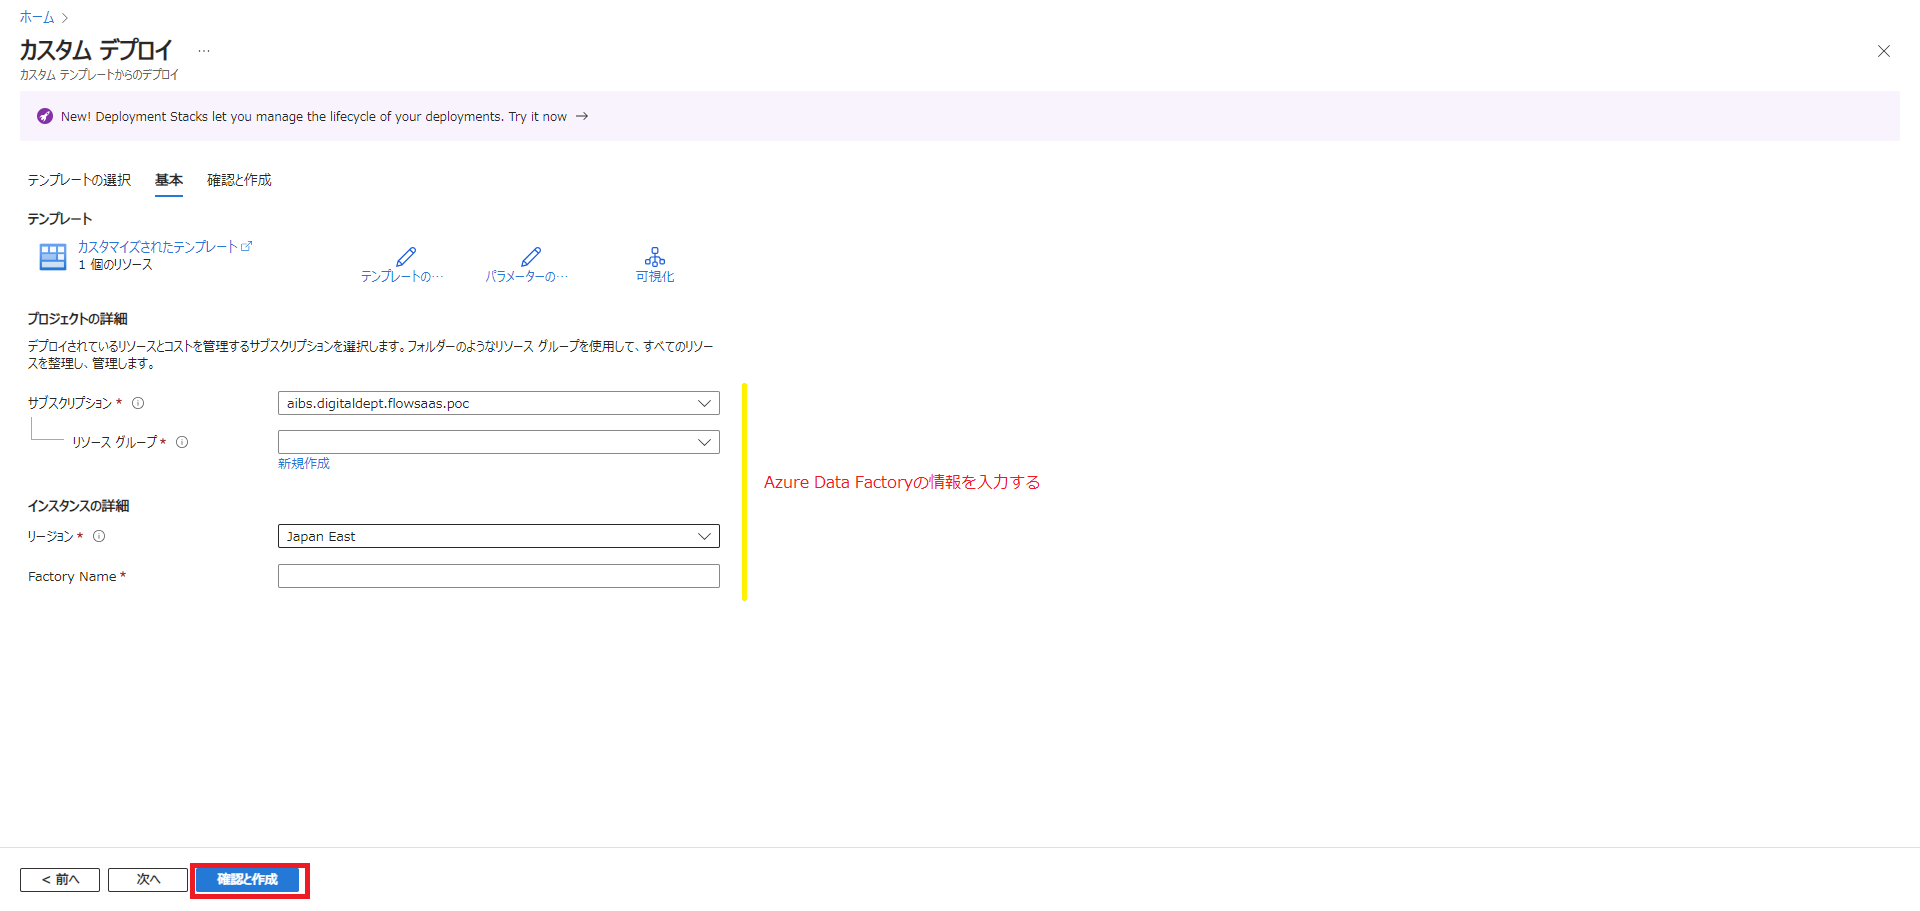 ホーム >
カスタム デプロイ …
カスタム テンプレートからのデプロイ
New! Deployment Stacks let you manage the lifecycle of your deployments. Try it now →
テンプレートの選択 基本 確認と作成
テンプレート
カスタマイズされたテンプレート
1 個のリソース
テンプレートの… パラメーターの… 可視化
プロジェクトの詳細
デプロイされているリソースとコストを管理するサブスクリプションを選択します。フォルダーのようなリソース グループを使用して、すべてのリソー
スを整理し、管理します。
サブスクリプション * aibs.digitaldept.flowsaas.poc
リソース グループ *
新規作成
Azure Data Factoryの情報を入力する
インスタンスの詳細
リージョン * Japan East
Factory Name *
< 前へ 次へ 確認と作成